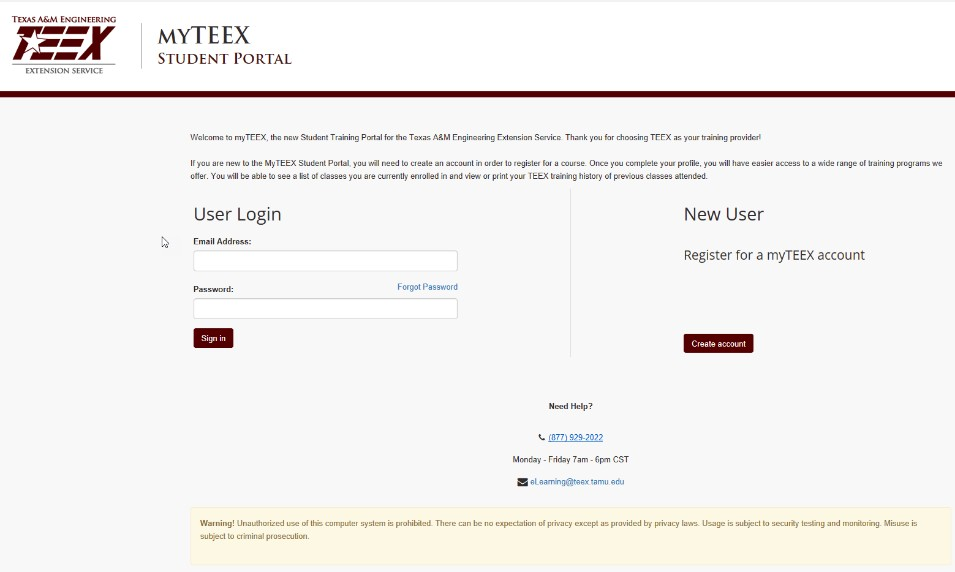 TEXAS A&M ENGINEERING
TEEX
EXTENSION SERVICE
MYTEEX
STUDENT PORTAL
Welcome to myTEEX, the new Student Training Portal for the Texas A&M Engineering Extension Service. Thank you for choosing TEEX as your training provider!
If you are new to the MyTEEX Student Portal, you will need to create an account in order to register for a course. Once you complete your profile, you will have easier access to a wide range of training programs we
offer. You will be able to see a list of classes you are currently enrolled in and view or print your TEEX training history of previous classes attended.
User Login
Email Address:
Password:
Forgot Password
Sign in
New User
Register for a myTEEX account
Create account
Need Help?
(877) 929-2022
Monday - Friday 7am - 6pm CST
eLearning@teex.tamu.edu
Warning! Unauthorized use of this computer system is prohibited. There can be no expectation of privacy except as provided by privacy laws. Usage is subject to security testing and monitoring. Misuse is
subject to criminal prosecution.